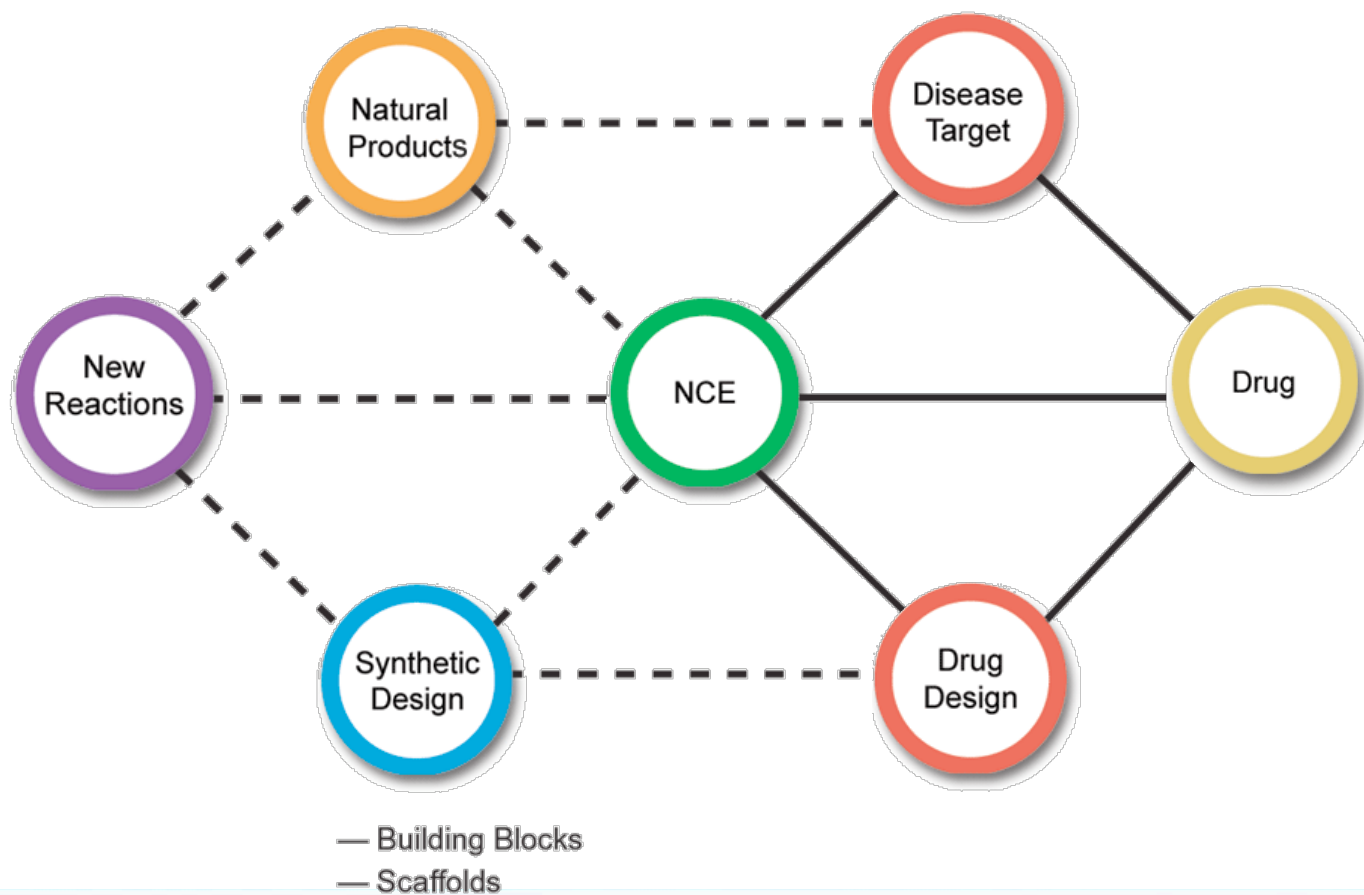 Natural
Products
Disease
Target
New
Reactions
NCE
Drug
Synthetic
Design
Drug
Design
— Building Blocks
— Scaffolds